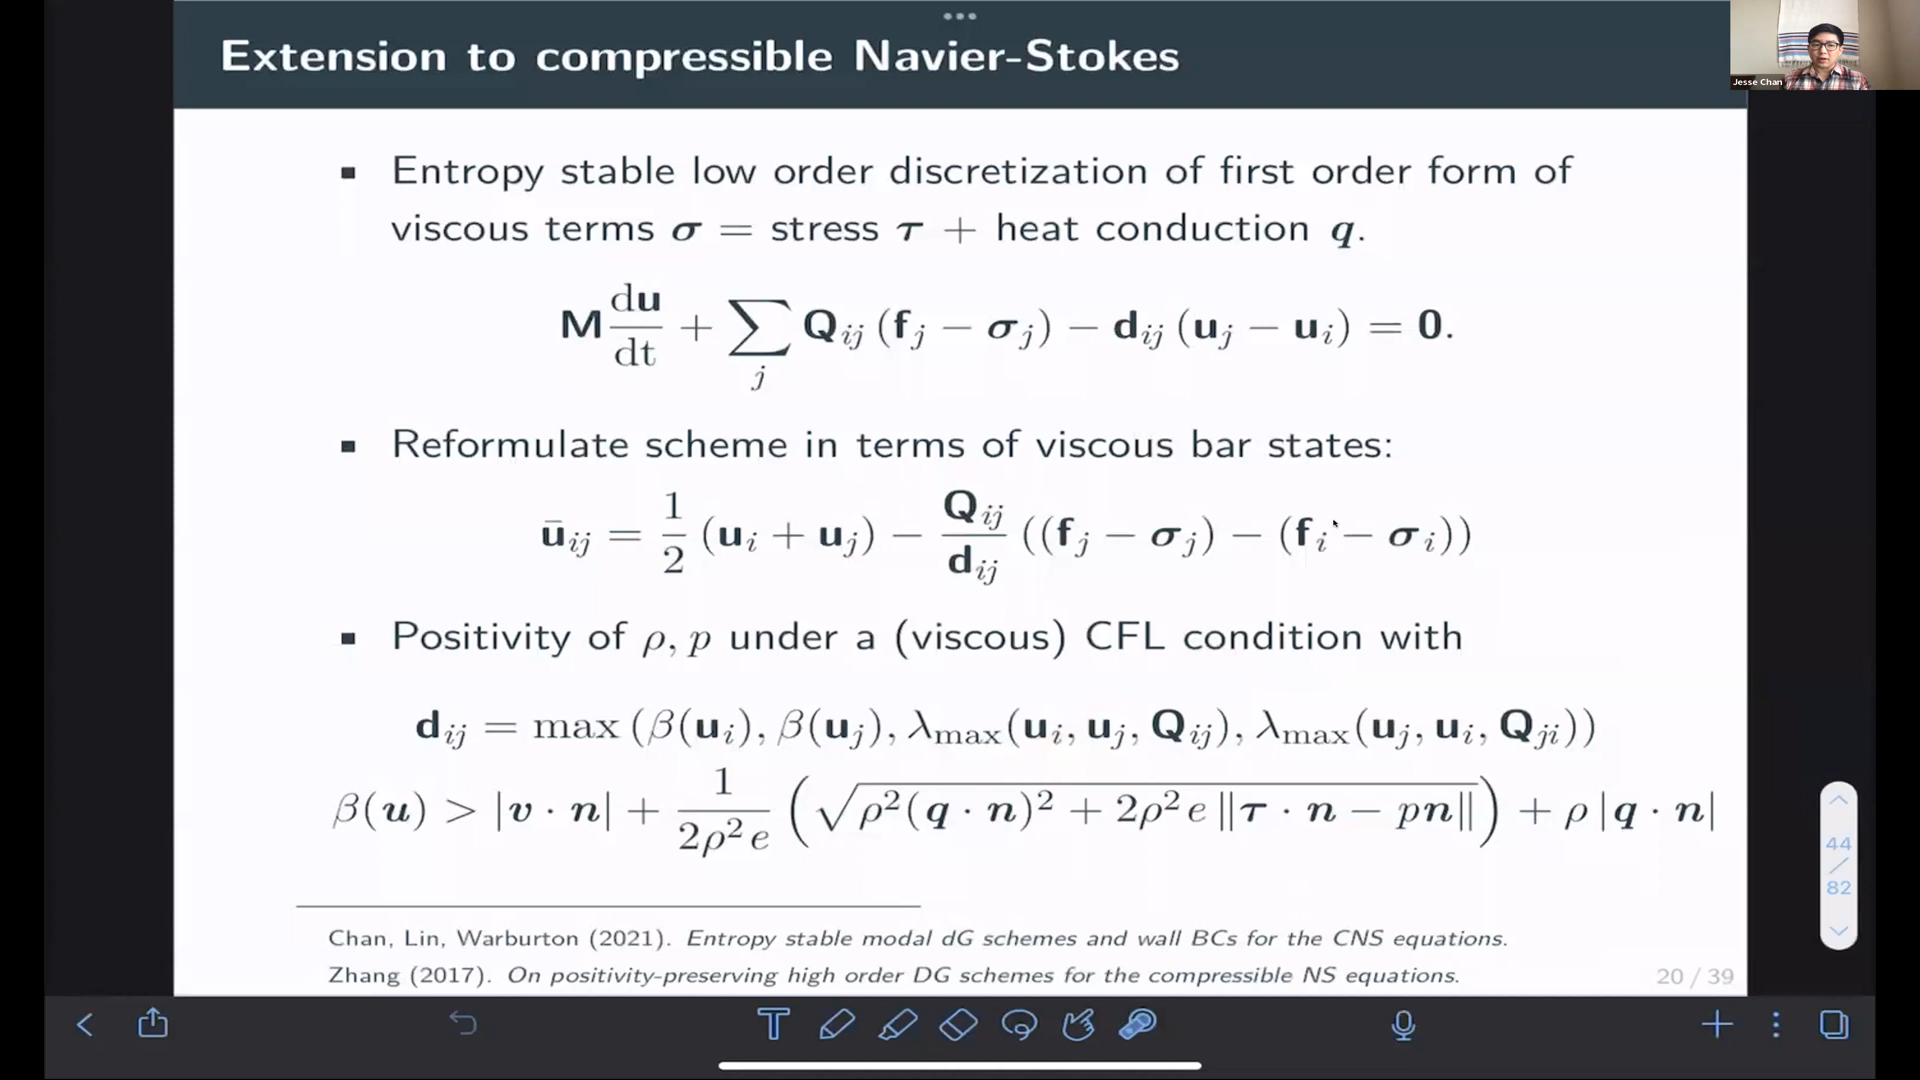 Extension to compressible Navier-Stokes
Jesse Chan
▪ Entropy stable low order discretization of first order form of
viscous terms σ = stress τ + heat conduction q.
M du/dt + ∑_j Q_ij (f_j − σ_j) − d_ij (u_j − u_i) = 0.
▪ Reformulate scheme in terms of viscous bar states:
ū_ij = 1/2 (u_i + u_j) − Q_ij/d_ij ((f_j − σ_j) − (f_i − σ_i))
▪ Positivity of ρ, p under a (viscous) CFL condition with
d_ij = max (β(u_i), β(u_j), λ_max(u_i, u_j, Q_ij), λ_max(u_j, u_i, Q_ji))
β(u) > |v · n| + 1/(2ρ²e) (√(ρ²(q · n)² + 2ρ²e ‖τ · n − pn‖)) + ρ |q · n|
44
/
82
Chan, Lin, Warburton (2021). Entropy stable modal dG schemes and wall BCs for the CNS equations.
Zhang (2017). On positivity-preserving high order DG schemes for the compressible NS equations.
20 / 39